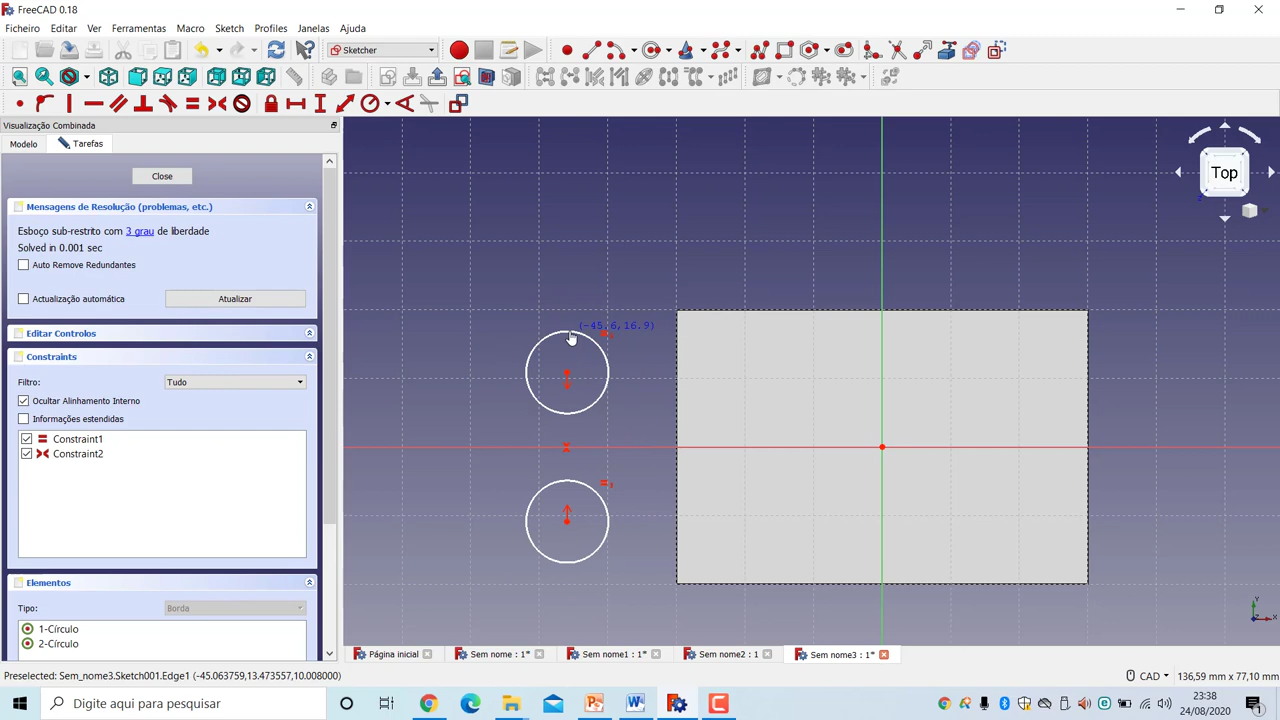 FreeCAD 0.18
Ficheiro Editar Ver Ferramentas Macro Sketch Profiles Janelas Ajuda
Sketcher
Visualização Combinada
Modelo Tarefas
Close
Mensagens de Resolução (problemas, etc.)
Esboço sub-restrito com 3 grau de liberdade
Solved in 0.001 sec
Auto Remove Redundantes
Actualização automática Atualizar
Editar Controlos
Constraints
Filtro: Tudo
Ocultar Alinhamento Interno
Informações estendidas
Constraint1
Constraint2
Elementos
Tipo: Borda
1-Círculo
2-Círculo
(-45.6,16.9)
Top
Z
Y
X
Página inicial Sem nome : 1* Sem nome1 : 1* Sem nome2 : 1 Sem nome3 : 1*
Preselected: Sem_nome3.Sketch001.Edge1 (-45.063759,13.473557,10.008000) CAD 136,59 mm x 77,10 mm
Digite aqui para pesquisar
23:38
24/08/2020
1